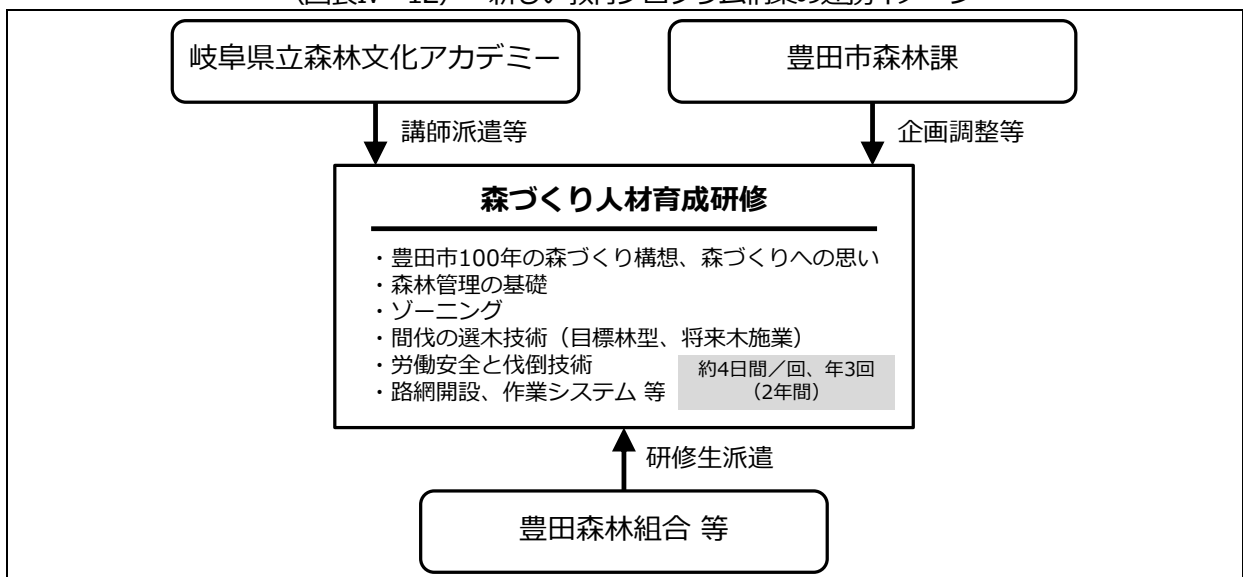 岐阜県立森林文化アカデミー
豊田市森林課
講師派遣等
企画調整等
森づくり人材育成研修
・豊田市100年の森づくり構想、森づくりへの思い
・森林管理の基礎
・ゾーニング
・間伐の選木技術（目標林型、将来木施業）
・労働安全と伐倒技術
・路網開設、作業システム 等
約4日間／回、年3回
（2年間）
研修生派遣
豊田森林組合 等